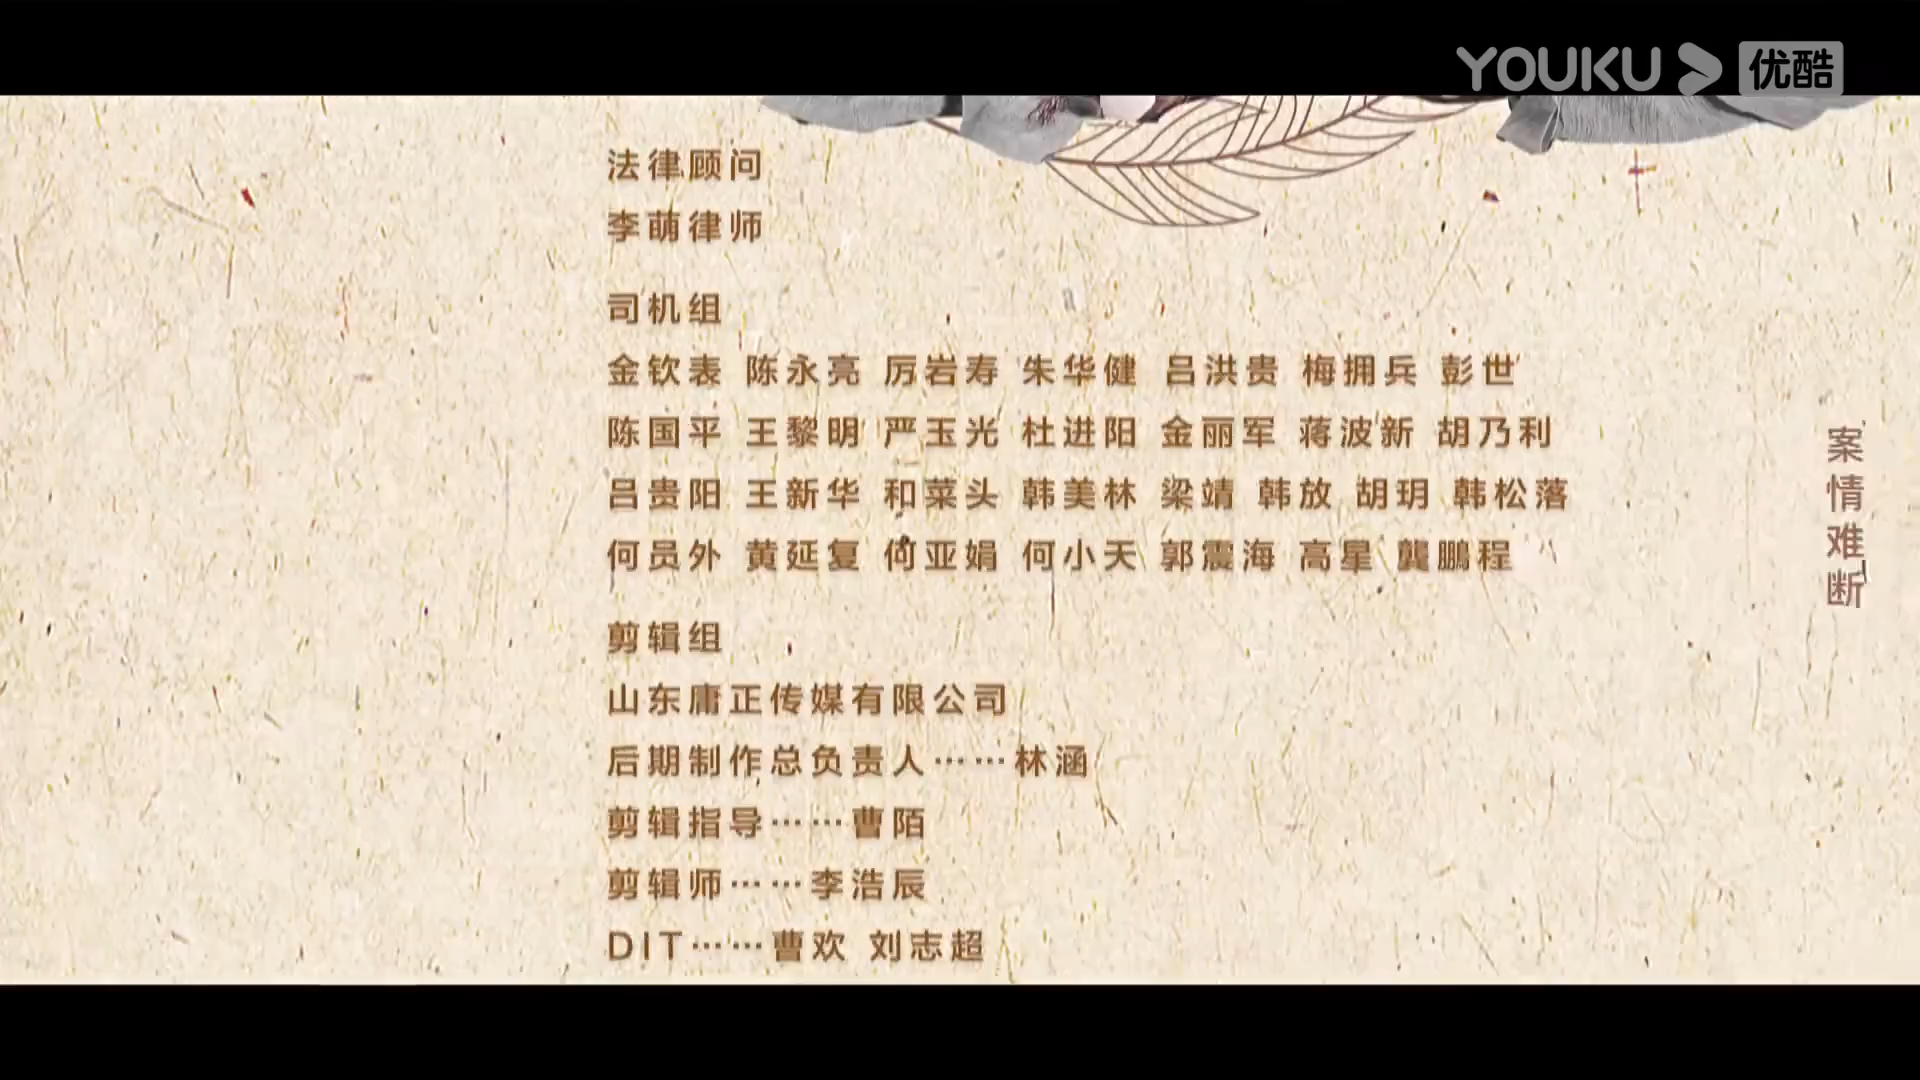 YOUKU 优酷
法律顾问
李萌律师
司机组
金钦表 陈永亮 厉岩寿 朱华健 吕洪贵 梅拥兵 彭世
陈国平 王黎明 严玉光 杜进阳 金丽军 蒋波新 胡乃利
吕贵阳 王新华 和菜头 韩美林 梁靖 韩放 胡玥 韩松落
何员外 黄延复 何亚娟 何小天 郭震海 高星 龔鵬程
剪辑组
山东庸正传媒有限公司
后期制作总负责人……林涵
剪辑指导……曹陌
剪辑师……李浩辰
DIT……曹欢 刘志超
案情难断